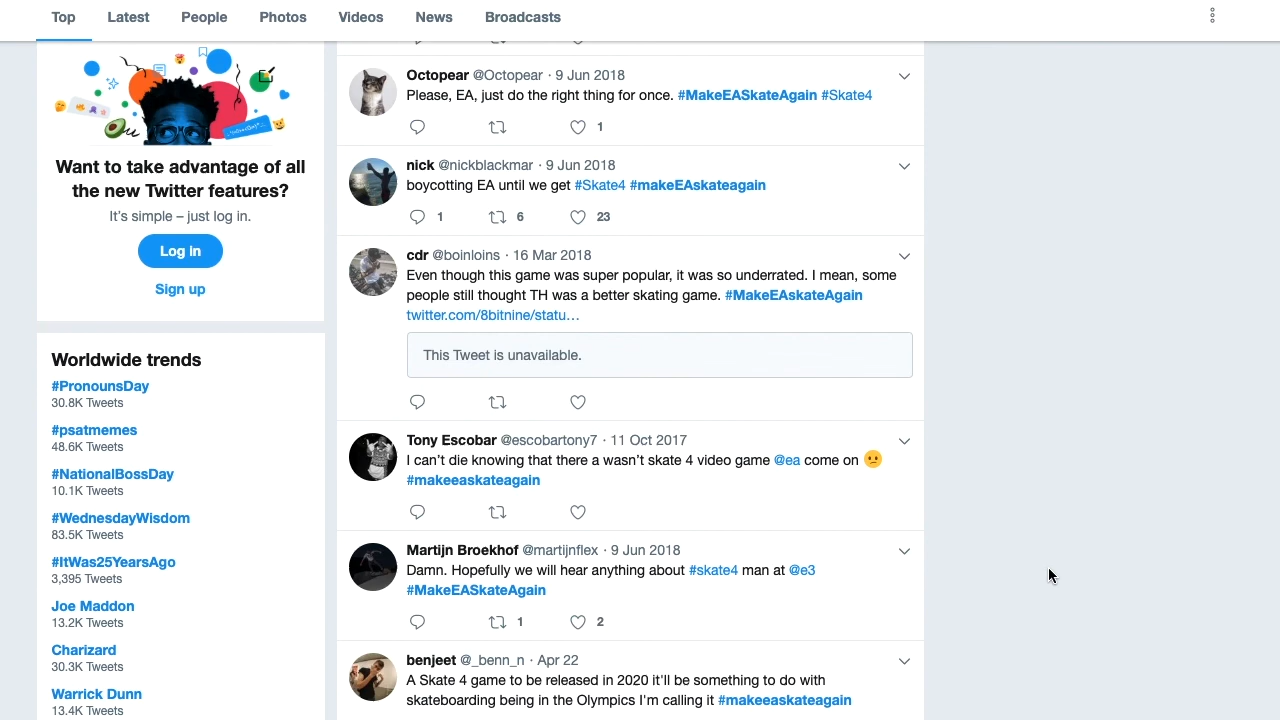 Top Latest People Photos Videos News Broadcasts
Want to take advantage of all
the new Twitter features?
It's simple – just log in.
Log in
Sign up
Worldwide trends
#PronounsDay
30.8K Tweets
#psatmemes
48.6K Tweets
#NationalBossDay
10.1K Tweets
#WednesdayWisdom
83.5K Tweets
#ItWas25YearsAgo
3,395 Tweets
Joe Maddon
13.2K Tweets
Charizard
30.3K Tweets
Warrick Dunn
13.4K Tweets
Octopear @Octopear · 9 Jun 2018
Please, EA, just do the right thing for once. #MakeEASkateAgain #Skate4
1
nick @nickblackmar · 9 Jun 2018
boycotting EA until we get #Skate4 #makeEAskateagain
1 6 23
cdr @boinloins · 16 Mar 2018
Even though this game was super popular, it was so underrated. I mean, some
people still thought TH was a better skating game. #MakeEAskateAgain
twitter.com/8bitnine/statu…
This Tweet is unavailable.
Tony Escobar @escobartony7 · 11 Oct 2017
I can't die knowing that there a wasn't skate 4 video game @ea come on 😕
#makeeaskateagain
Martijn Broekhof @martijnflex · 9 Jun 2018
Damn. Hopefully we will hear anything about #skate4 man at @e3
#MakeEASkateAgain
1 2
benjeet @_benn_n · Apr 22
A Skate 4 game to be released in 2020 it'll be something to do with
skateboarding being in the Olympics I'm calling it #makeeaskateagain